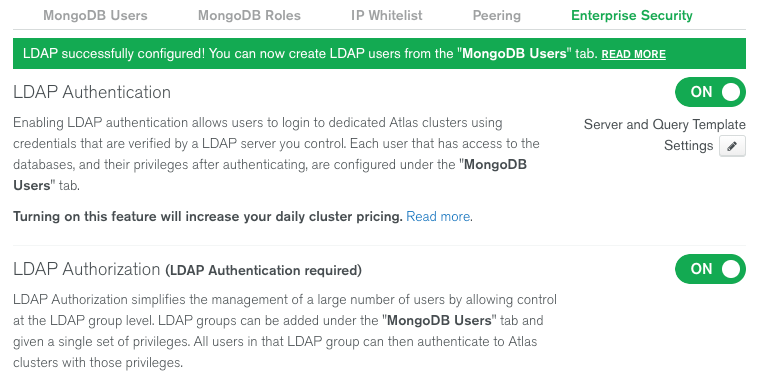 MongoDB Users MongoDB Roles IP Whitelist Peering Enterprise Security
LDAP successfully configured! You can now create LDAP users from the "MongoDB Users" tab. READ MORE
LDAP Authentication
ON
Enabling LDAP authentication allows users to login to dedicated Atlas clusters using
credentials that are verified by a LDAP server you control. Each user that has access to the
databases, and their privileges after authenticating, are configured under the "MongoDB
Users" tab.
Server and Query Template
Settings
Turning on this feature will increase your daily cluster pricing. Read more.
LDAP Authorization (LDAP Authentication required)
ON
LDAP Authorization simplifies the management of a large number of users by allowing control
at the LDAP group level. LDAP groups can be added under the "MongoDB Users" tab and
given a single set of privileges. All users in that LDAP group can then authenticate to Atlas
clusters with those privileges.